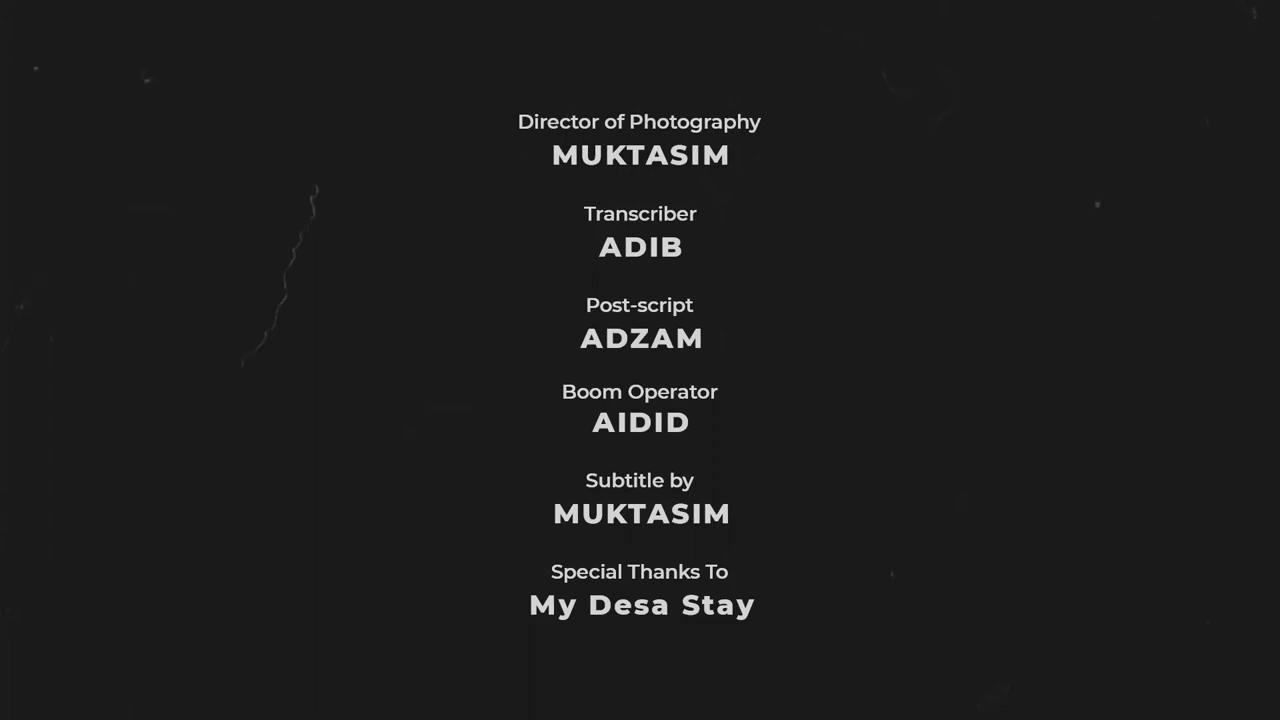 Director of Photography
MUKTASIM
Transcriber
ADIB
Post-script
ADZAM
Boom Operator
AIDID
Subtitle by
MUKTASIM
Special Thanks To
My Desa Stay